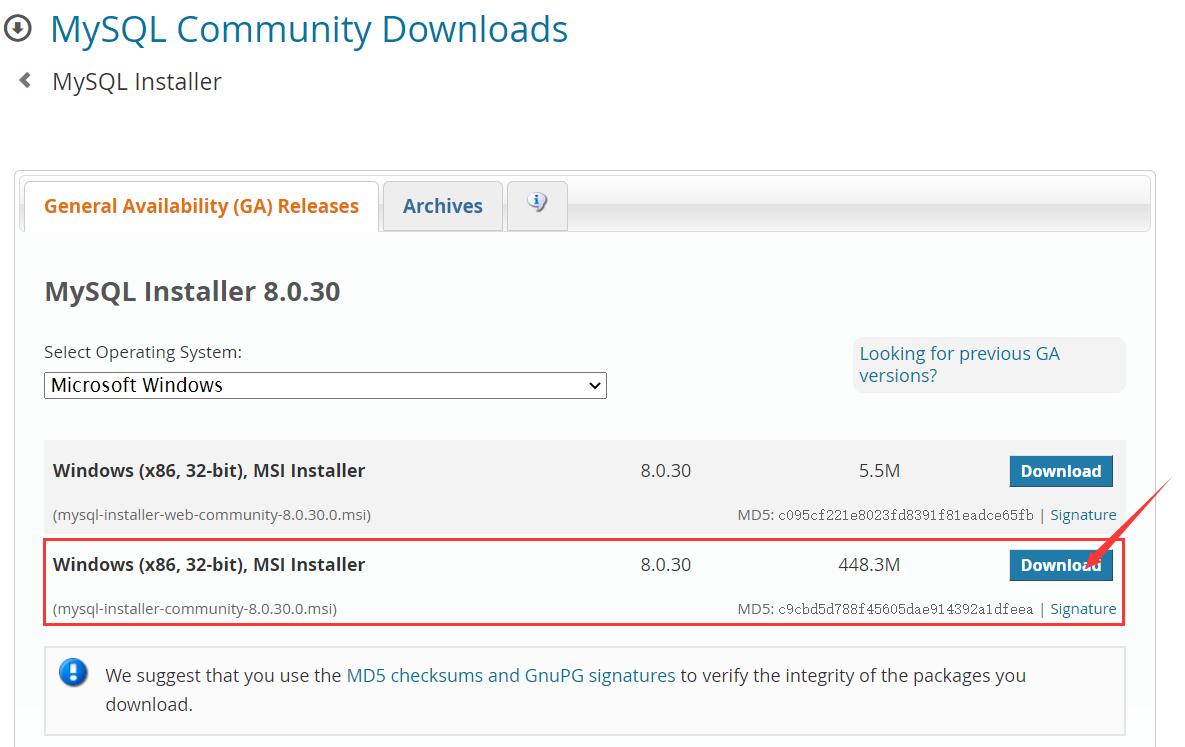 MySQL Community Downloads
MySQL Installer
General Availability (GA) Releases
Archives
MySQL Installer 8.0.30
Select Operating System:
Looking for previous GA
versions?
Microsoft Windows
Windows (x86, 32-bit), MSI Installer 8.0.30 5.5M Download
(mysql-installer-web-community-8.0.30.0.msi) MD5: c095cf221e8023fd8391f81eadce65fb | Signature
Windows (x86, 32-bit), MSI Installer 8.0.30 448.3M Download
(mysql-installer-community-8.0.30.0.msi) MD5: c9cbd5d788f45605dae914392a1dfeea | Signature
We suggest that you use the MD5 checksums and GnuPG signatures to verify the integrity of the packages you
download.